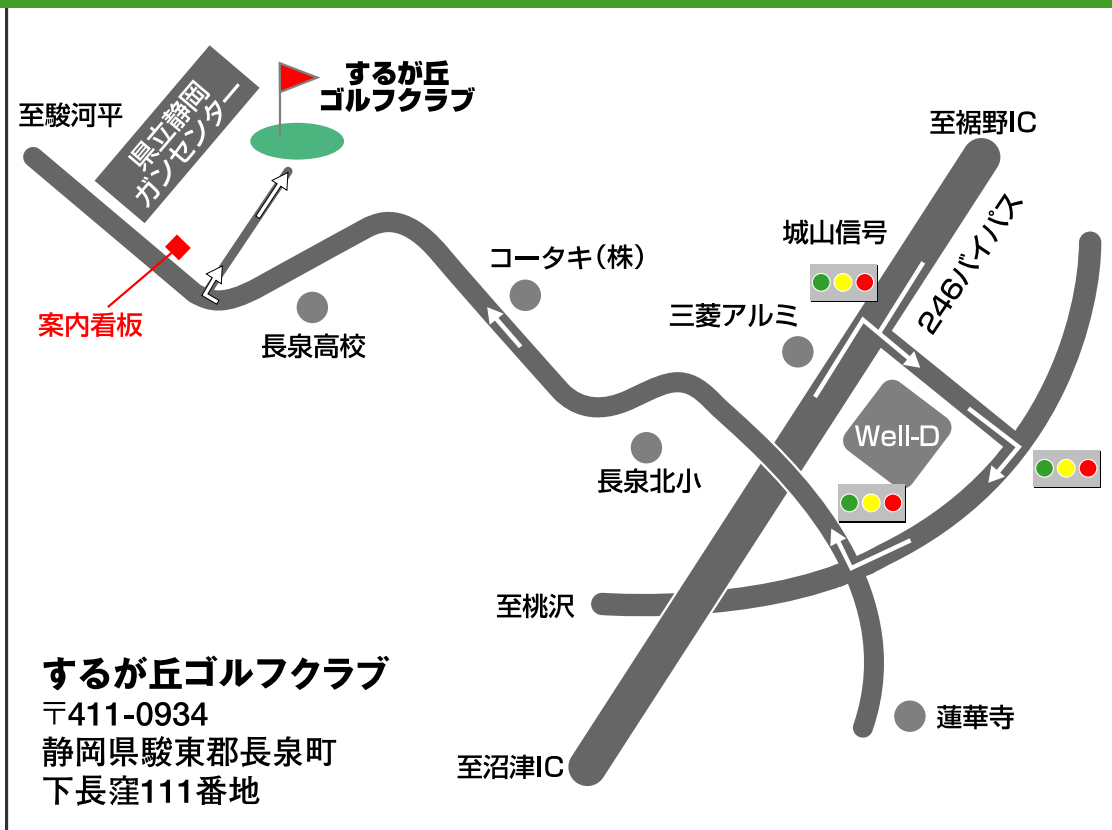 するが丘
ゴルフクラブ
至駿河平
県立静岡
ガンセンター
至裾野IC
城山信号
246バイパス
コータキ(株)
三菱アルミ
案内看板
長泉高校
Well-D
長泉北小
至桃沢
するが丘ゴルフクラブ
〒411-0934
静岡県駿東郡長泉町
下長窪111番地
蓮華寺
至沼津IC